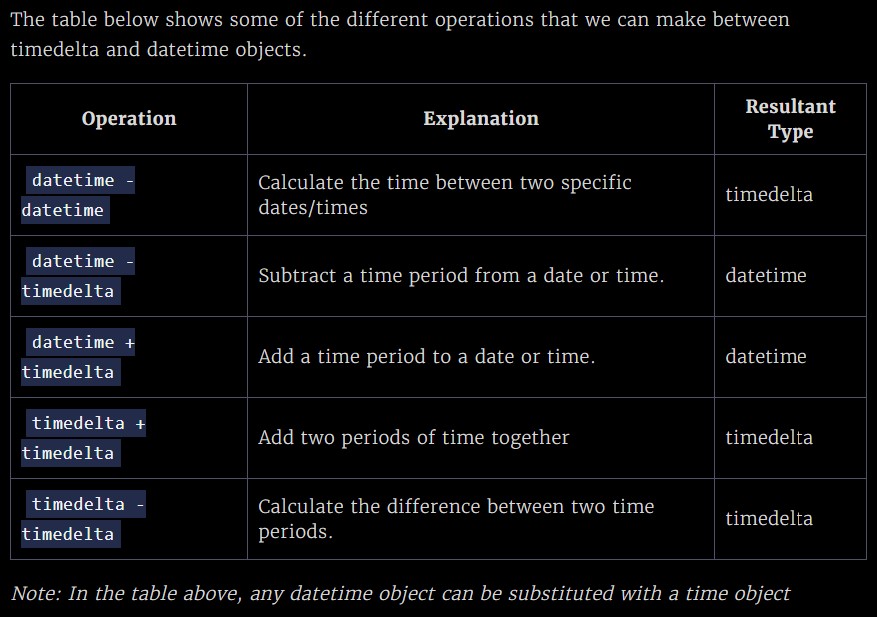 The table below shows some of the different operations that we can make between
timedelta and datetime objects.
Operation
Explanation
Resultant
Type
datetime -
datetime
Calculate the time between two specific
dates/times
timedelta
datetime -
timedelta
Subtract a time period from a date or time.
datetime
datetime +
timedelta
Add a time period to a date or time.
datetime
timedelta +
timedelta
Add two periods of time together
timedelta
timedelta -
timedelta
Calculate the difference between two time
periods.
timedelta
Note: In the table above, any datetime object can be substituted with a time object